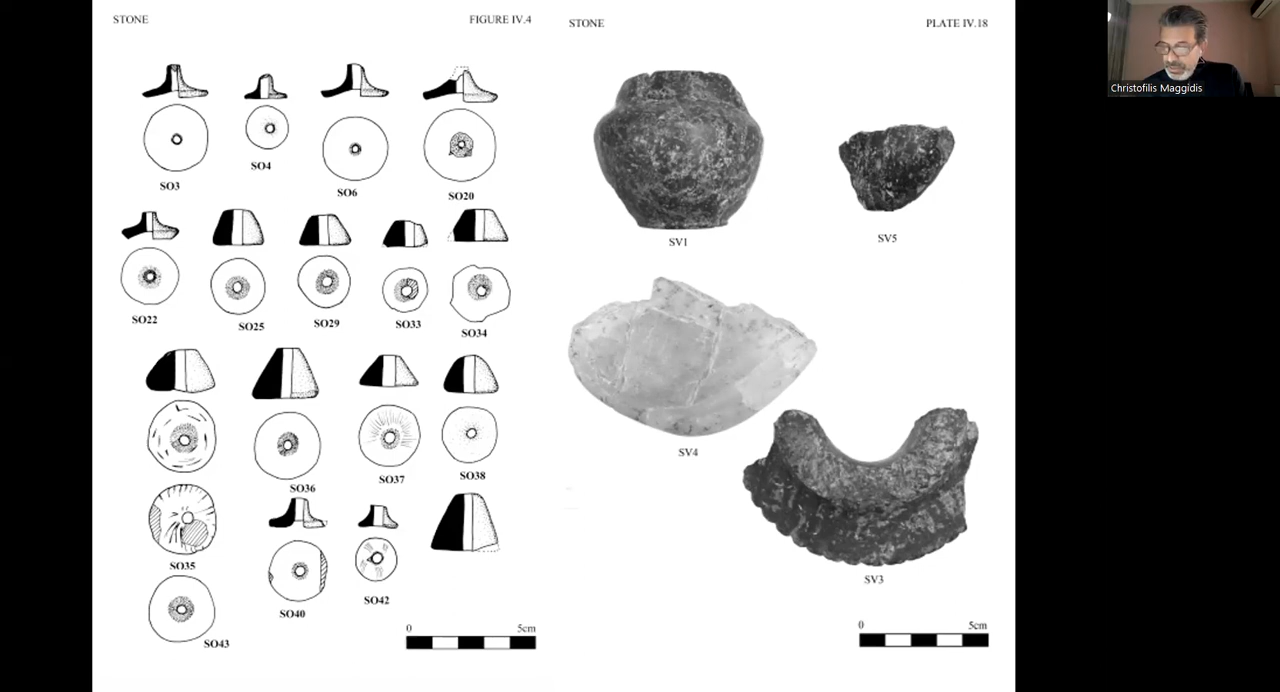 STONE
FIGURE IV.4
SO3
SO4
SO6
SO20
SO22
SO25
SO29
SO33
SO34
SO35
SO36
SO37
SO38
SO40
SO42
SO43
0 5cm
STONE
PLATE IV.18
SV1
SV5
SV4
SV3
0 5cm
Christofilis Maggidis